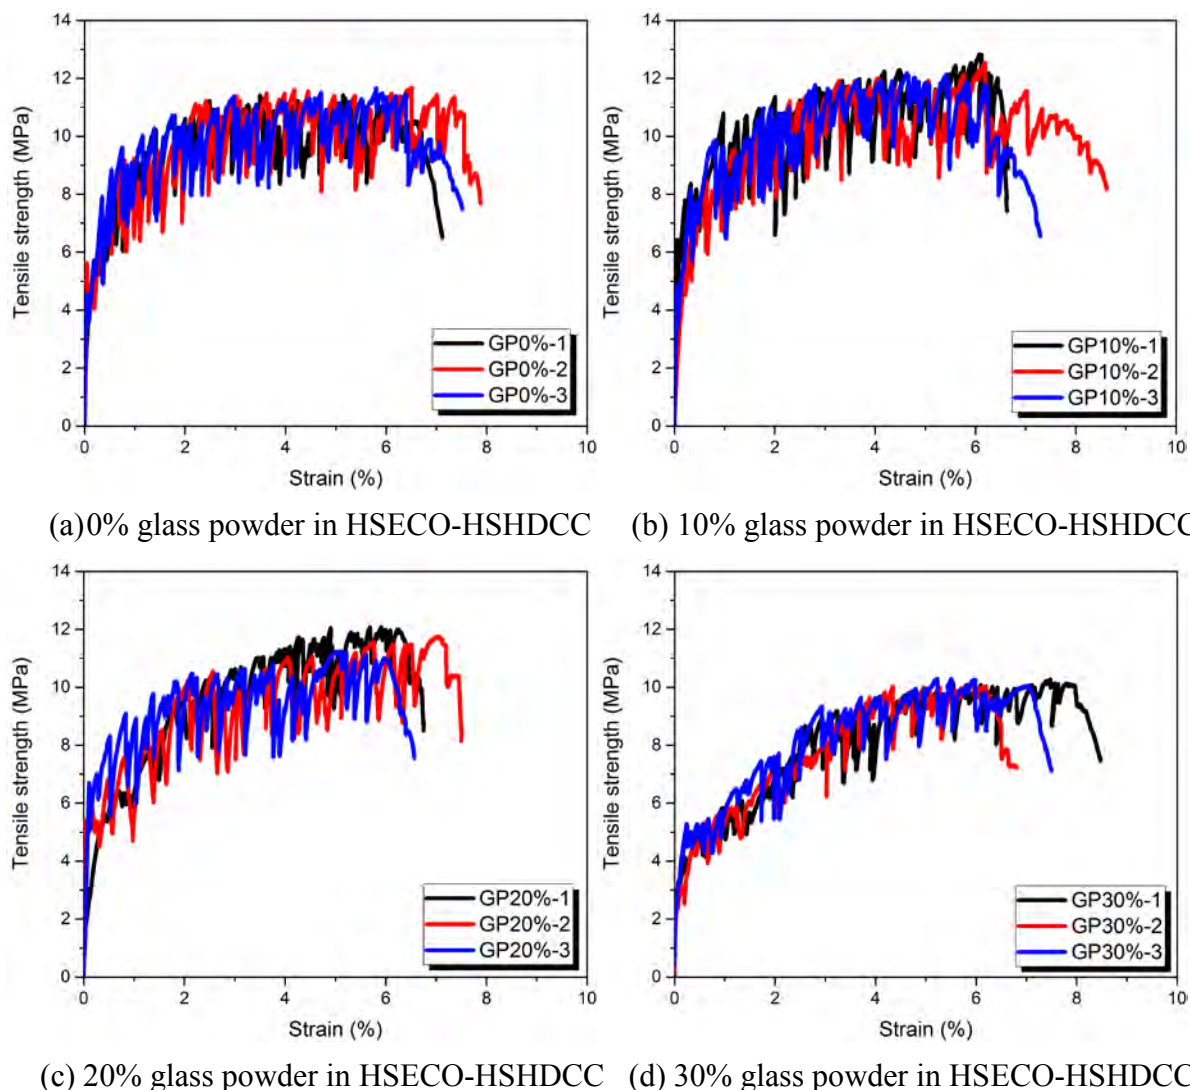 14
12
10
8
6
4
2
0
Tensile strength (MPa)
GP0%-1
GP0%-2
GP0%-3
0 2 4 6 8 10
Strain (%)
(a)0% glass powder in HSECO-HSHDCC
14
12
10
8
6
4
2
0
Tensile strength (MPa)
GP10%-1
GP10%-2
GP10%-3
0 2 4 6 8 10
Strain (%)
(b) 10% glass powder in HSECO-HSHDCC
14
12
10
8
6
4
2
0
Tensile strength (MPa)
GP20%-1
GP20%-2
GP20%-3
0 2 4 6 8 10
Strain (%)
(c) 20% glass powder in HSECO-HSHDCC
14
12
10
8
6
4
2
0
Tensile strength (MPa)
GP30%-1
GP30%-2
GP30%-3
0 2 4 6 8 10
Strain (%)
(d) 30% glass powder in HSECO-HSHDCC